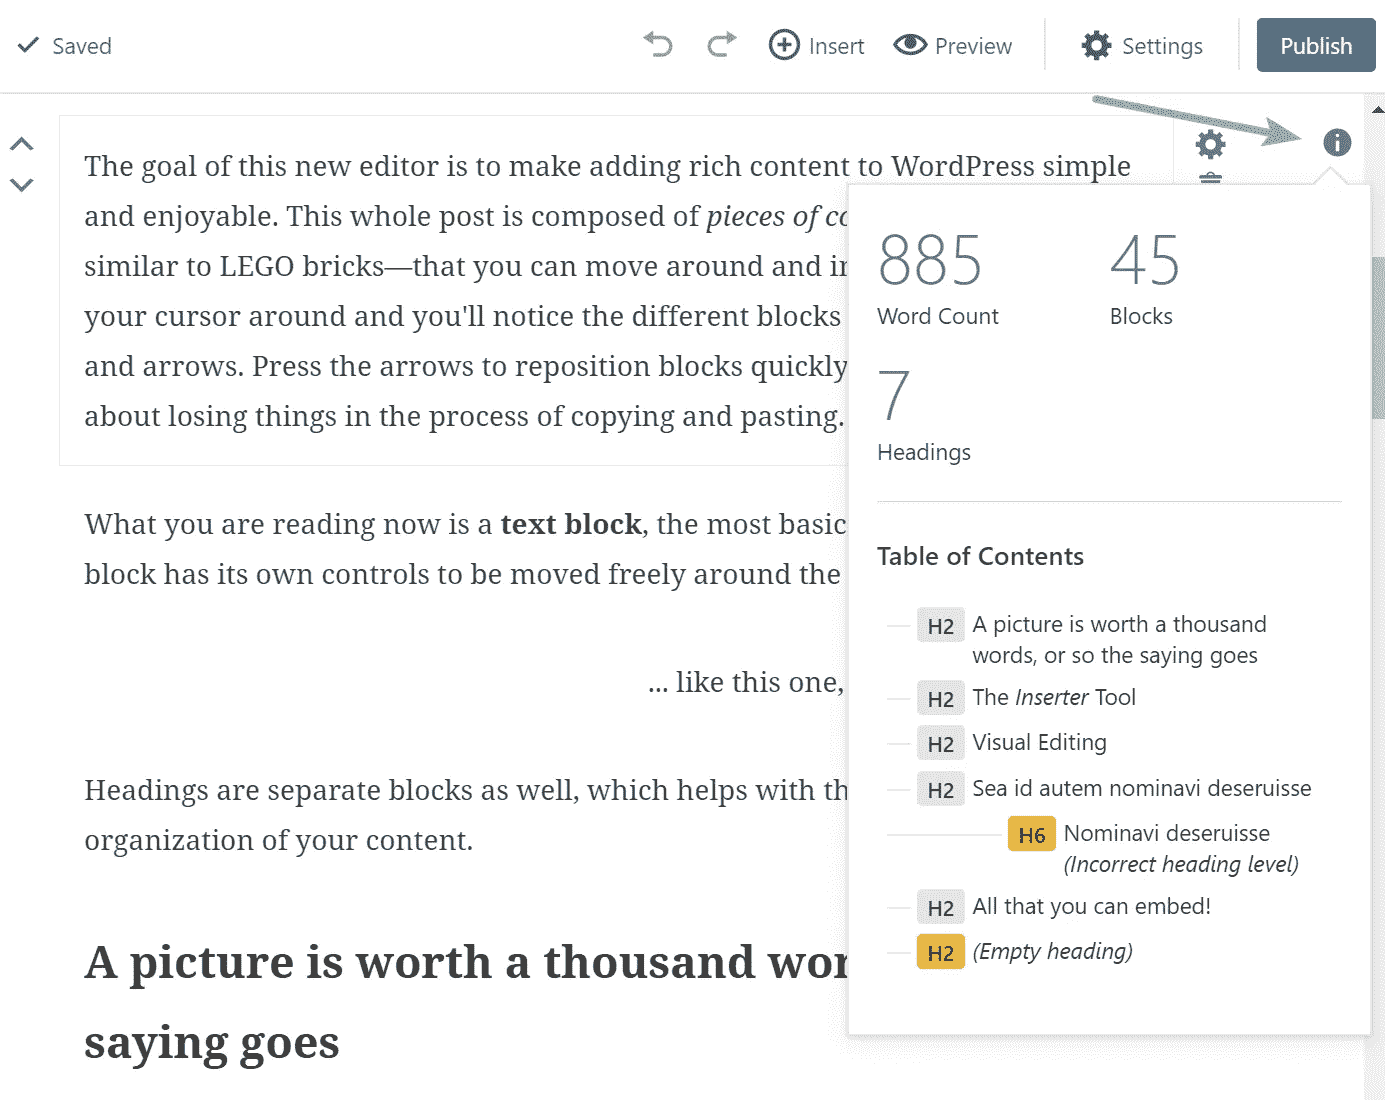 Saved
Insert
Preview
Settings
Publish
The goal of this new editor is to make adding rich content to WordPress simple
and enjoyable. This whole post is composed of pieces of co
similar to LEGO bricks—that you can move around and in
your cursor around and you'll notice the different blocks
and arrows. Press the arrows to reposition blocks quickly
about losing things in the process of copying and pasting.
What you are reading now is a text block, the most basic
block has its own controls to be moved freely around the
... like this one,
Headings are separate blocks as well, which helps with th
organization of your content.
A picture is worth a thousand wor
saying goes
885
Word Count
45
Blocks
7
Headings
Table of Contents
H2 A picture is worth a thousand
words, or so the saying goes
H2 The Inserter Tool
H2 Visual Editing
H2 Sea id autem nominavi deseruisse
H6 Nominavi deseruisse
(Incorrect heading level)
H2 All that you can embed!
H2 (Empty heading)